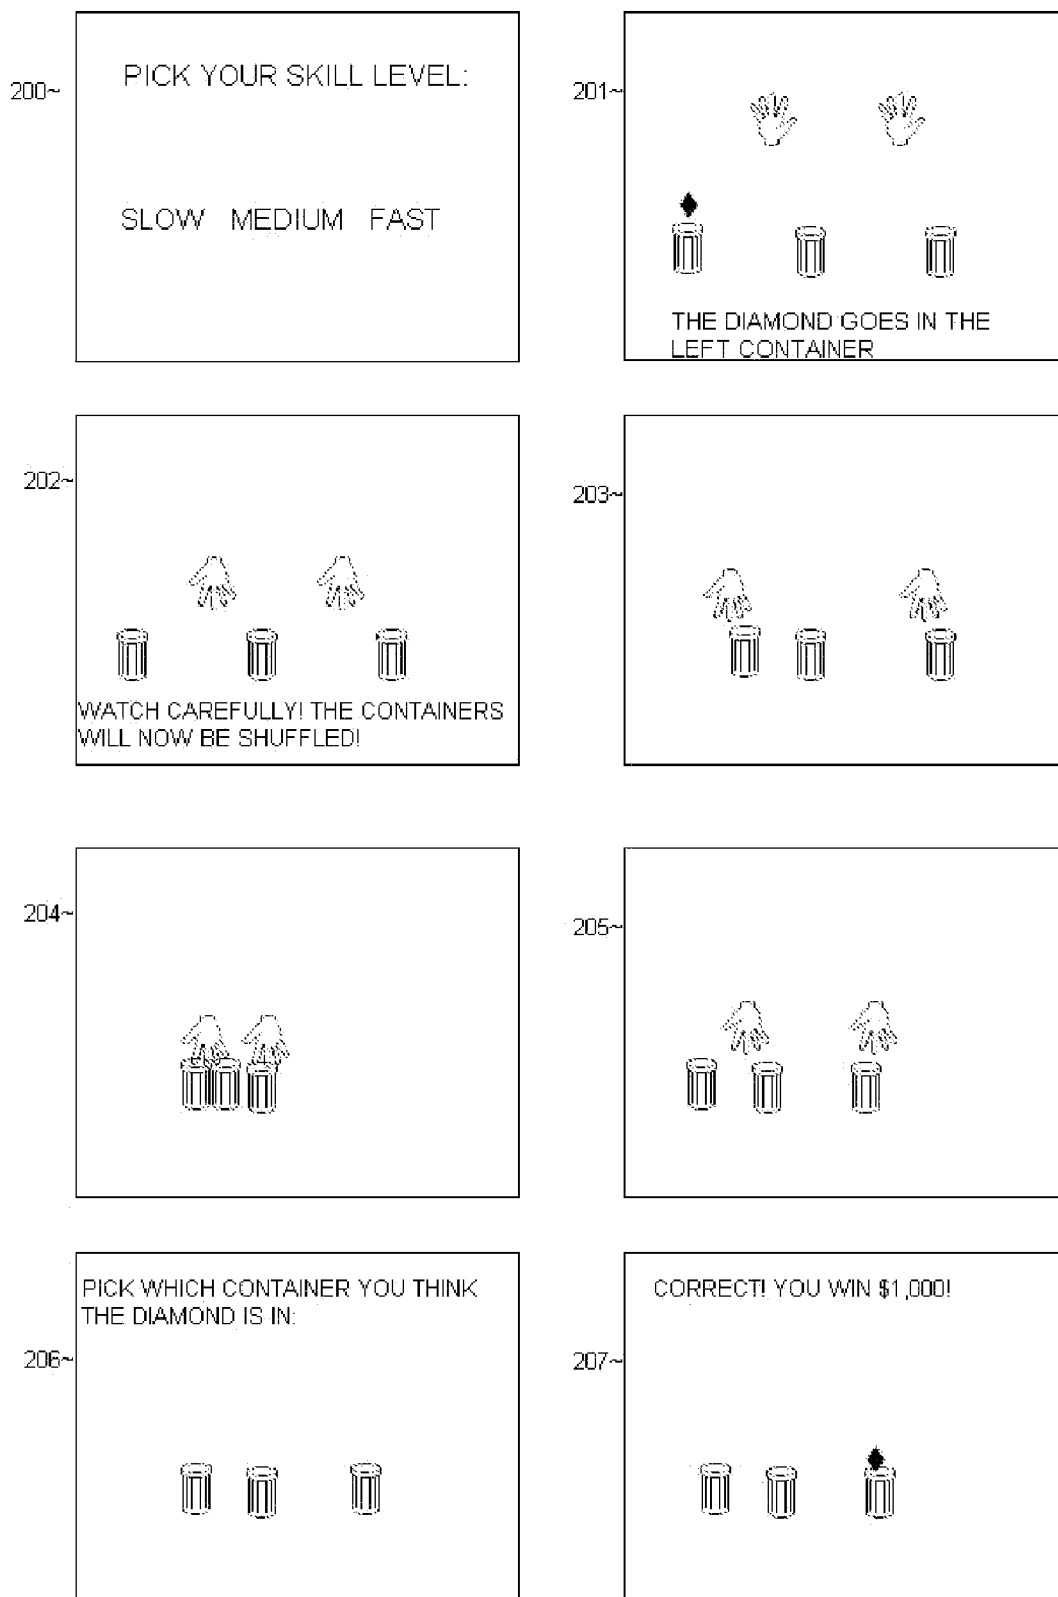 200~
PICK YOUR SKILL LEVEL:
SLOW MEDIUM FAST
201~
THE DIAMOND GOES IN THE
LEFT CONTAINER
202~
WATCH CAREFULLY! THE CONTAINERS
WILL NOW BE SHUFFLED!
203~
204~
205~
206~
PICK WHICH CONTAINER YOU THINK
THE DIAMOND IS IN:
207~
CORRECT! YOU WIN $1,000!